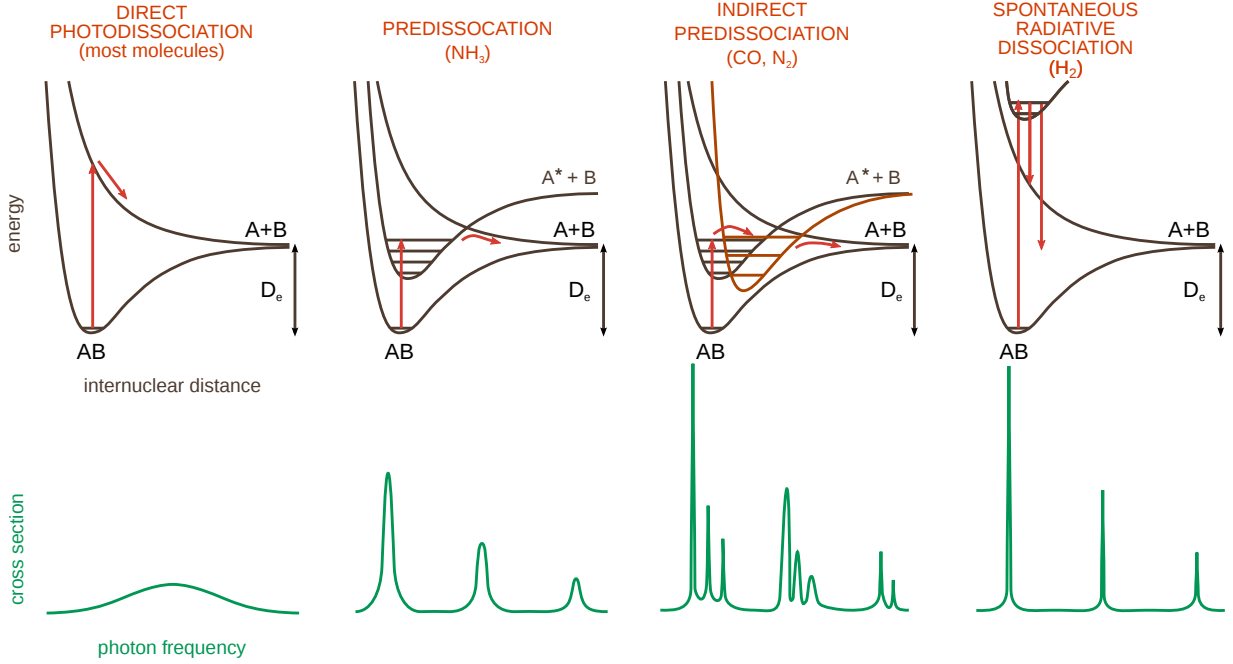 DIRECT
PHOTODISSOCIATION
(most molecules)
PREDISSOCATION
(NH₃)
INDIRECT
PREDISSOCIATION
(CO, N₂)
SPONTANEOUS
RADIATIVE
DISSOCIATION
(H₂)
energy
A+B
Dₑ
AB
internuclear distance
A* + B
A+B
Dₑ
AB
A* + B
A+B
Dₑ
AB
A+B
Dₑ
AB
cross section
photon frequency